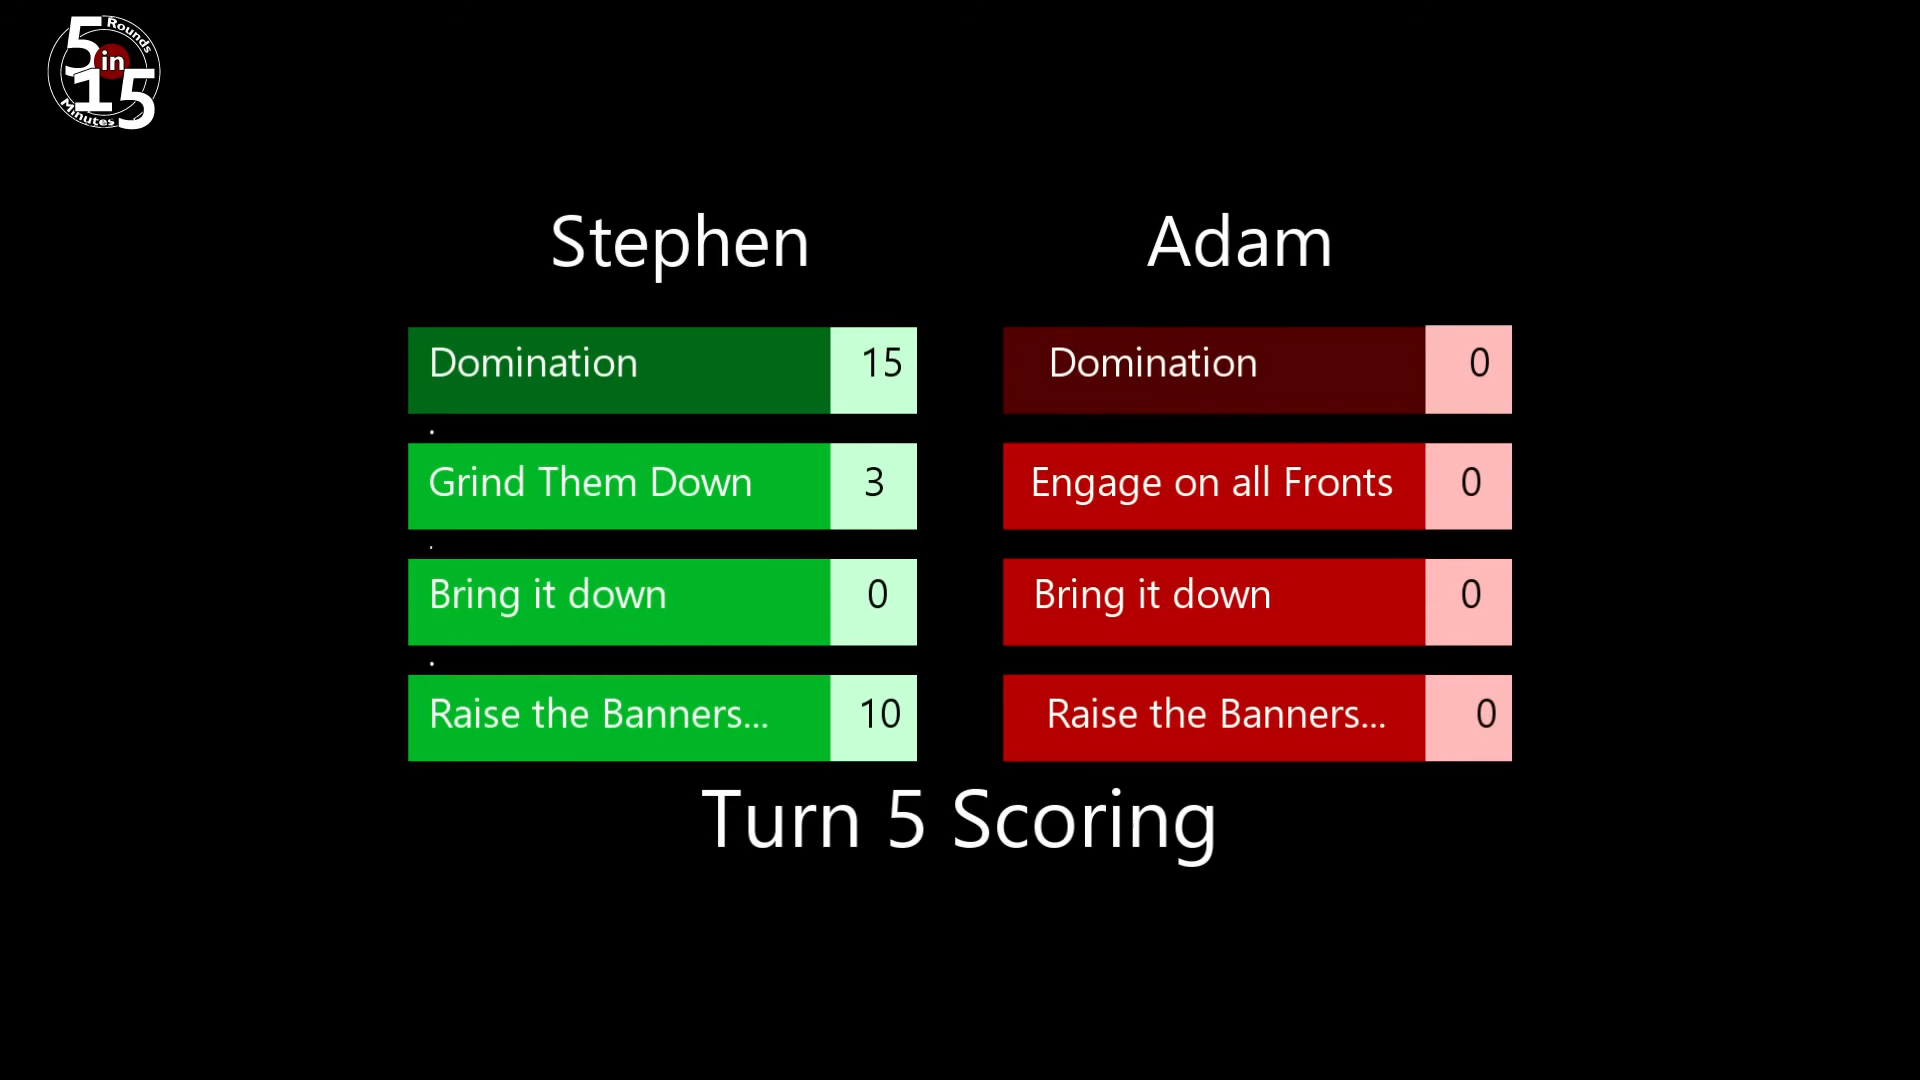 5 Rounds
in
15
Minutes
Stephen
Adam
Domination 15
Domination 0
.
Grind Them Down 3
Engage on all Fronts 0
.
Bring it down 0
Bring it down 0
.
Raise the Banners... 10
Raise the Banners... 0
Turn 5 Scoring